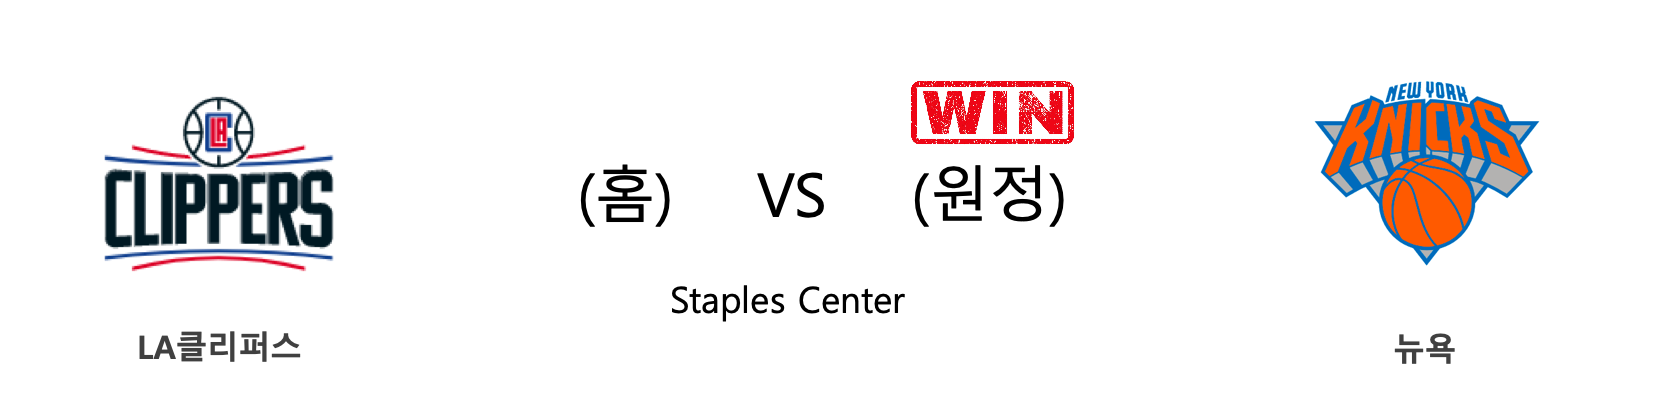 WIN
LA
CLIPPERS
(홈) VS (원정)
NEW YORK
KNICKS
Staples Center
LA클리퍼스
뉴욕